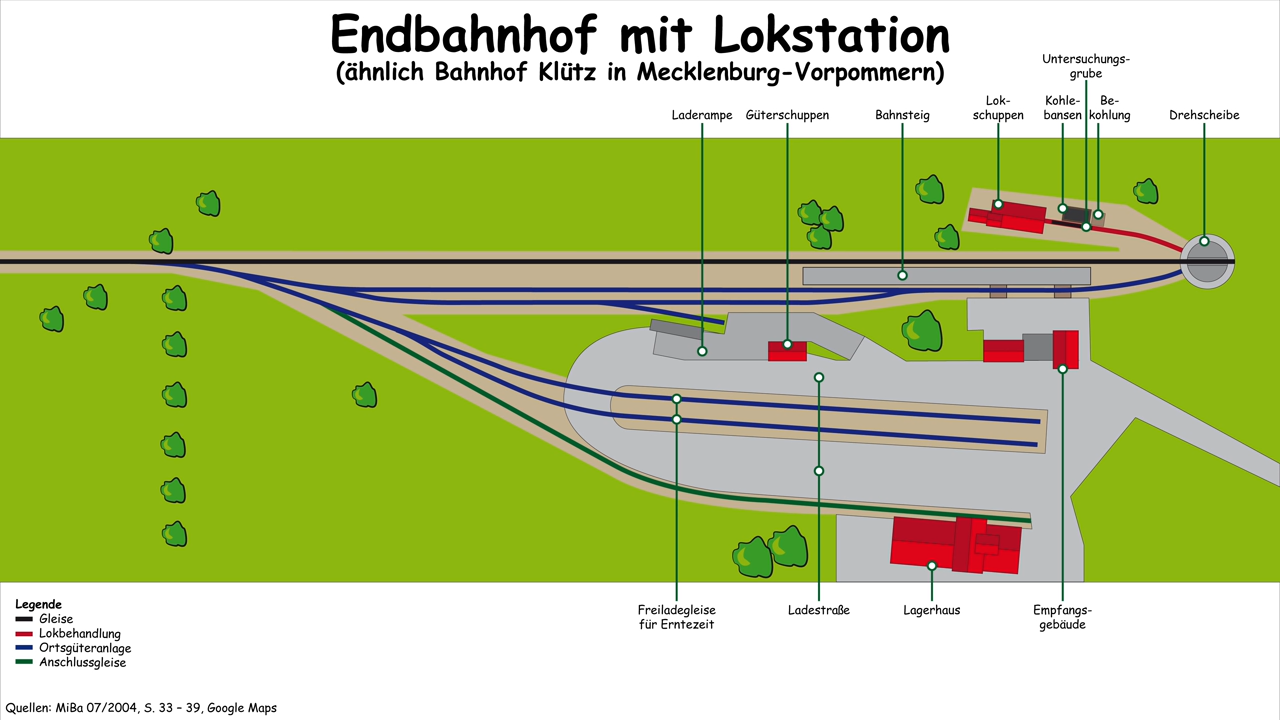 Endbahnhof mit Lokstation
(ähnlich Bahnhof Klütz in Mecklenburg-Vorpommern)
Untersuchungs-
grube
Laderampe
Güterschuppen
Bahnsteig
Lok-
schuppen
Kohle-
bansen
Be-
kohlung
Drehscheibe
Freiladegleise
für Erntezeit
Ladestraße
Lagerhaus
Empfangs-
gebäude
Legende
Gleise
Lokbehandlung
Ortsgüteranlage
Anschlussgleise
Quellen: MiBa 07/2004, S. 33 – 39, Google Maps